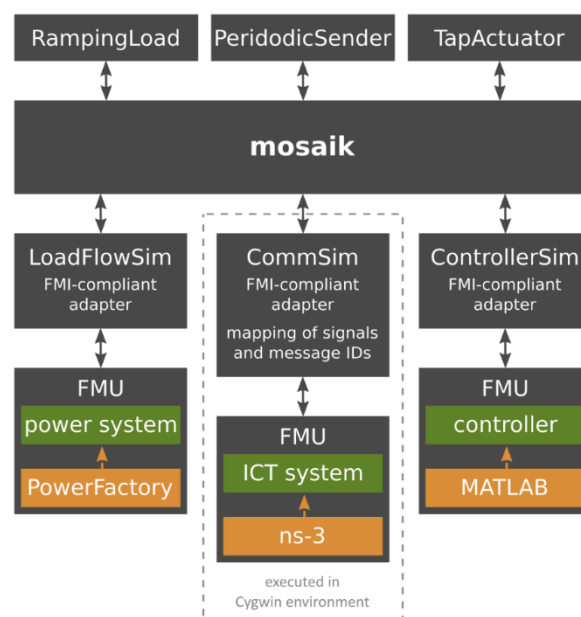 RampingLoad
PeridodicSender
TapActuator
mosaik
LoadFlowSim
FMI-compliant
adapter
CommSim
FMI-compliant
adapter
mapping of signals
and message IDs
ControllerSim
FMI-compliant
adapter
FMU
power system
PowerFactory
FMU
ICT system
ns-3
FMU
controller
MATLAB
executed in
Cygwin environment